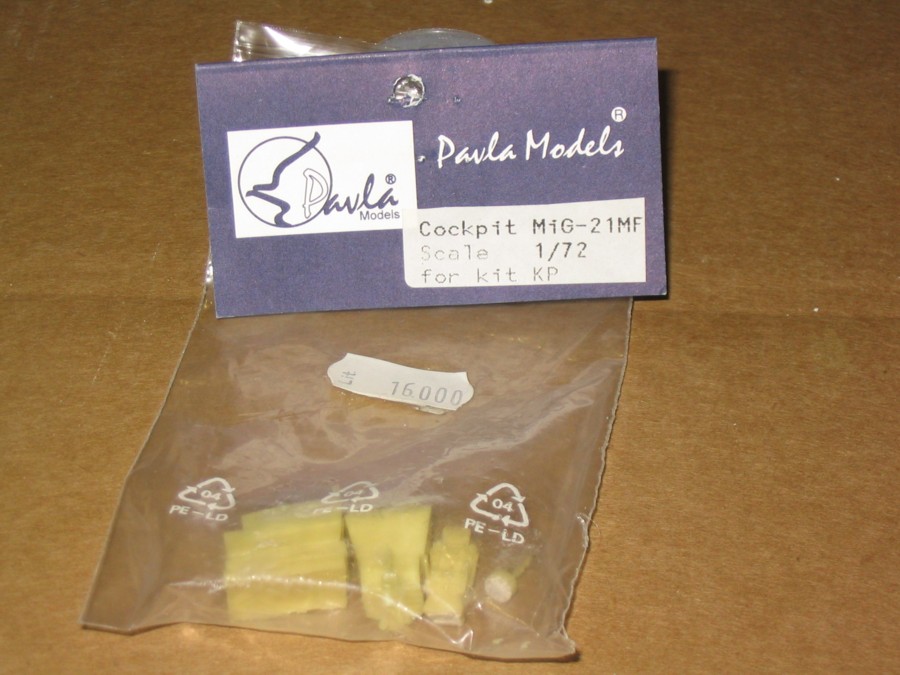 Pavla®
Models
Pavla Models®
Cockpit MiG-21MF
Scale 1/72
for kit KP
Lit
16.000
04
PE-LD
04
PE-LD
04
PE-LD